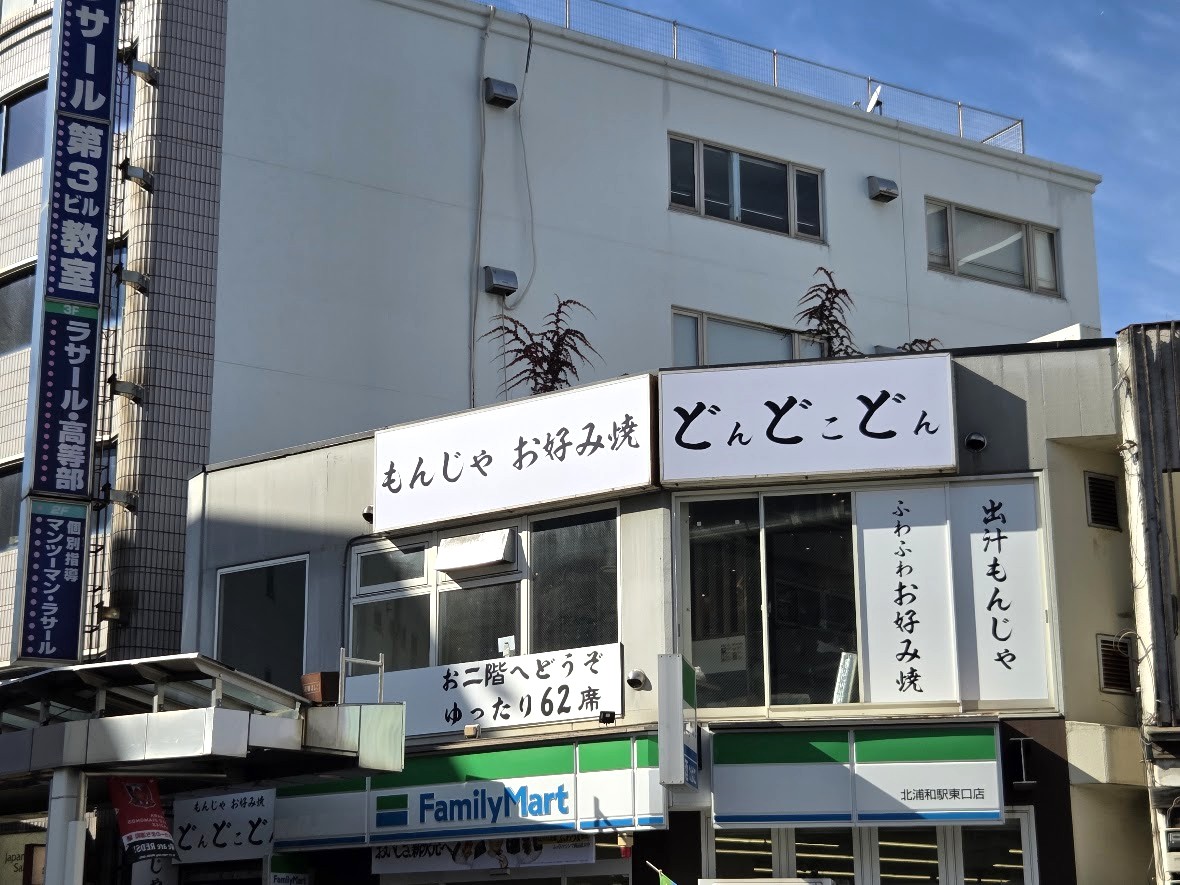 ラサール
第3ビル教室
3F
ラサール・高等部
2F
個別指導
マンツーマン・ラサール
もんじゃ お好み焼
どんどこどん
ふわふわお好み焼
出汁もんじゃ
お二階へどうぞ
ゆったり62席
FamilyMart
北浦和駅東口店
もんじゃ お好み焼
どんどこどん
FamilyMart